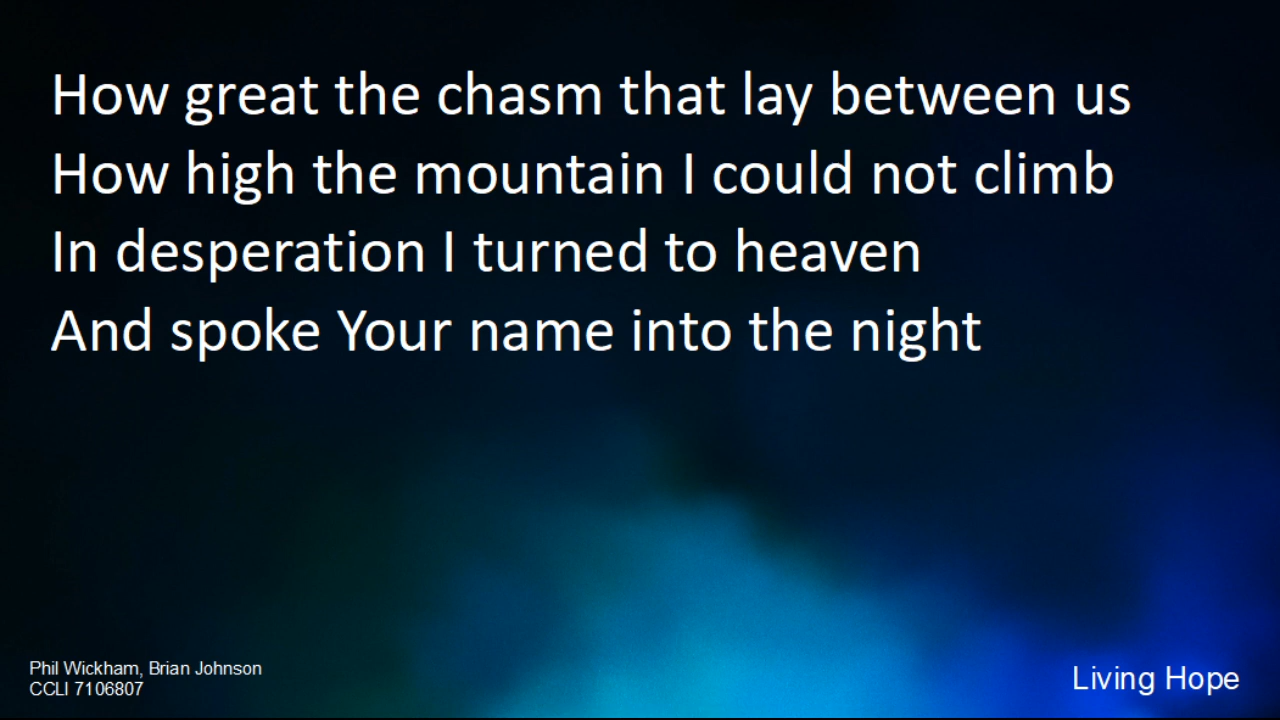 How great the chasm that lay between us
How high the mountain I could not climb
In desperation I turned to heaven
And spoke Your name into the night
Phil Wickham, Brian Johnson
CCLI 7106807
Living Hope